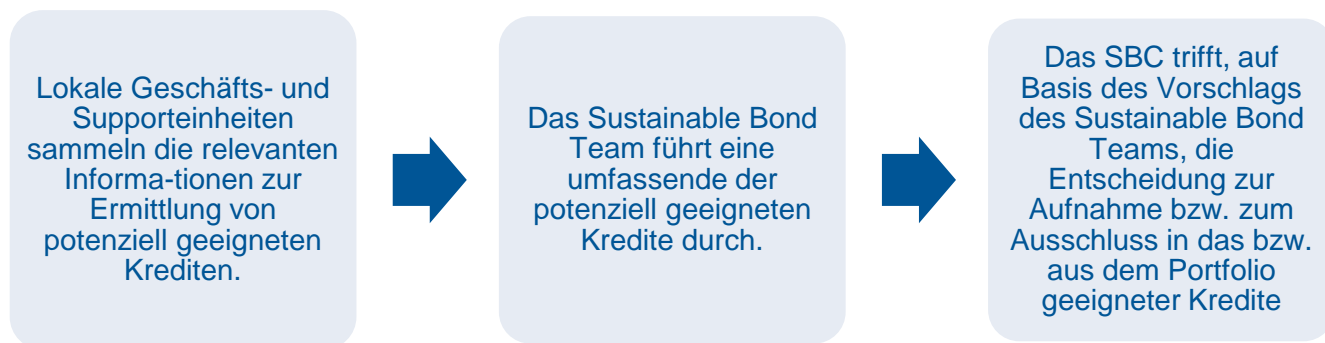 Lokale Geschäfts- und
Supporteinheiten
sammeln die relevanten
Informa-tionen zur
Ermittlung von
potenziell geeigneten
Krediten.
Das Sustainable Bond
Team führt eine
umfassende der
potenziell geeigneten
Kredite durch.
Das SBC trifft, auf
Basis des Vorschlags
des Sustainable Bond
Teams, die
Entscheidung zur
Aufnahme bzw. zum
Ausschluss in das bzw.
aus dem Portfolio
geeigneter Kredite